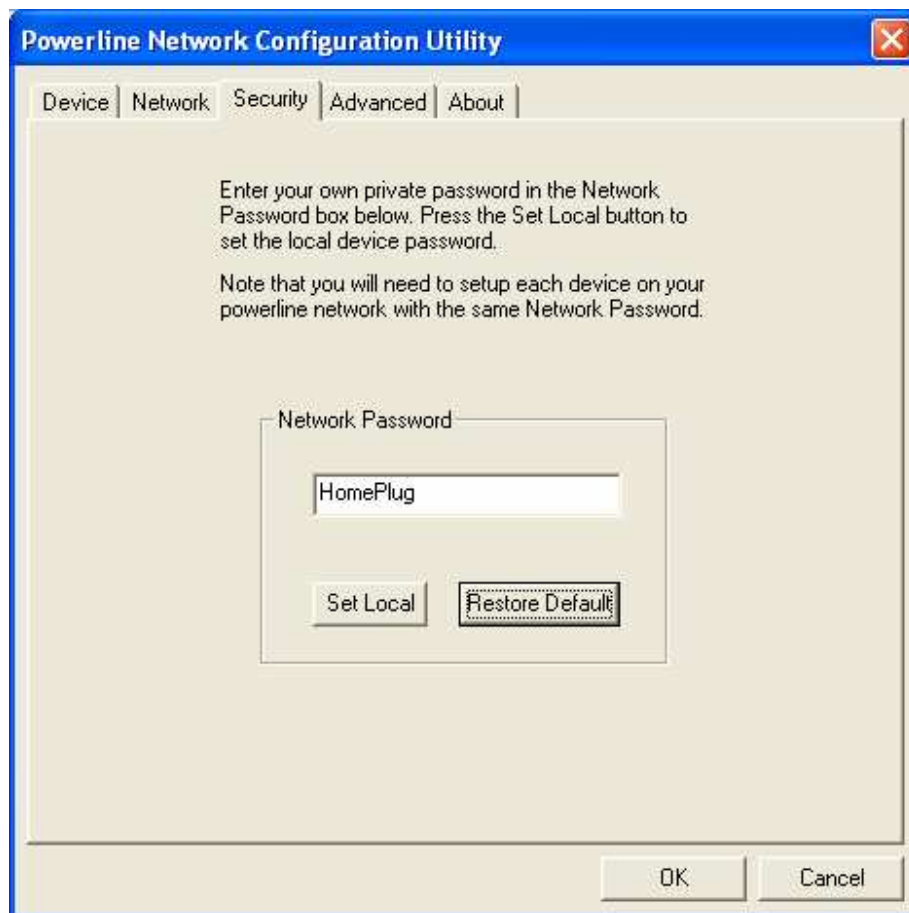 Powerline Network Configuration Utility
Device Network Security Advanced About
Enter your own private password in the Network
Password box below. Press the Set Local button to
set the local device password.
Note that you will need to setup each device on your
powerline network with the same Network Password.
Network Password
HomePlug
Set Local Restore Default
OK Cancel